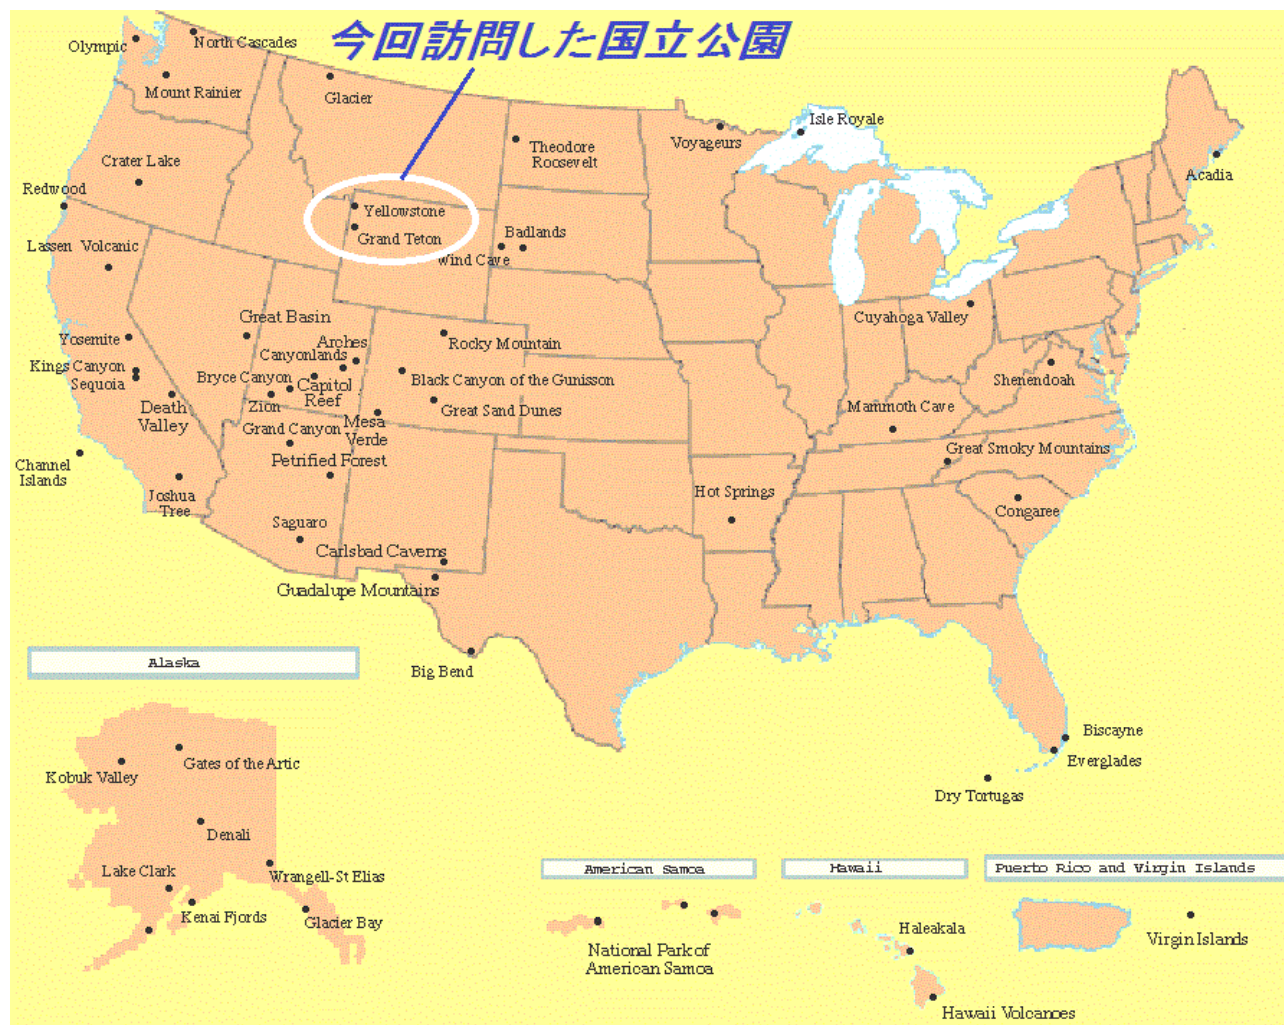 今回訪問した国立公園
Olympic
North Cascades
Mount Rainier
Glacier
Isle Royale
Voyageurs
Theodore
Roosevelt
Crater Lake
Acadia
Redwood
Yellowstone
Grand Teton
Badlands
Wind Cave
Lassen Volcanic
Great Basin
Cuyahoga Valley
Yosemite
Arches
Rocky Mountain
Canyonlands
Kings Canyon
Sequoia
Bryce Canyon
Capitol
Reef
Black Canyon of the Gunisson
Shenendoah
Zion
Death
Valley
Great Sand Dunes
Mammoth Cave
Mesa
Verde
Grand Canyon
Great Smoky Mountains
Petrified Forest
Channel
Islands
Joshua
Tree
Hot Springs
Congaree
Saguaro
Carlsbad Caverns
Guadalupe Mountains
Big Bend
Alaska
Biscayne
Everglades
Dry Tortugas
Gates of the Artic
Kobuk Valley
Denali
Lake Clark
Wrangell-St Elias
Kenai Fjords
Glacier Bay
American Samoa
National Park of
American Samoa
Hawaii
Haleakala
Hawaii Volcanoes
Puerto Rico and Virgin Islands
Virgin Islands